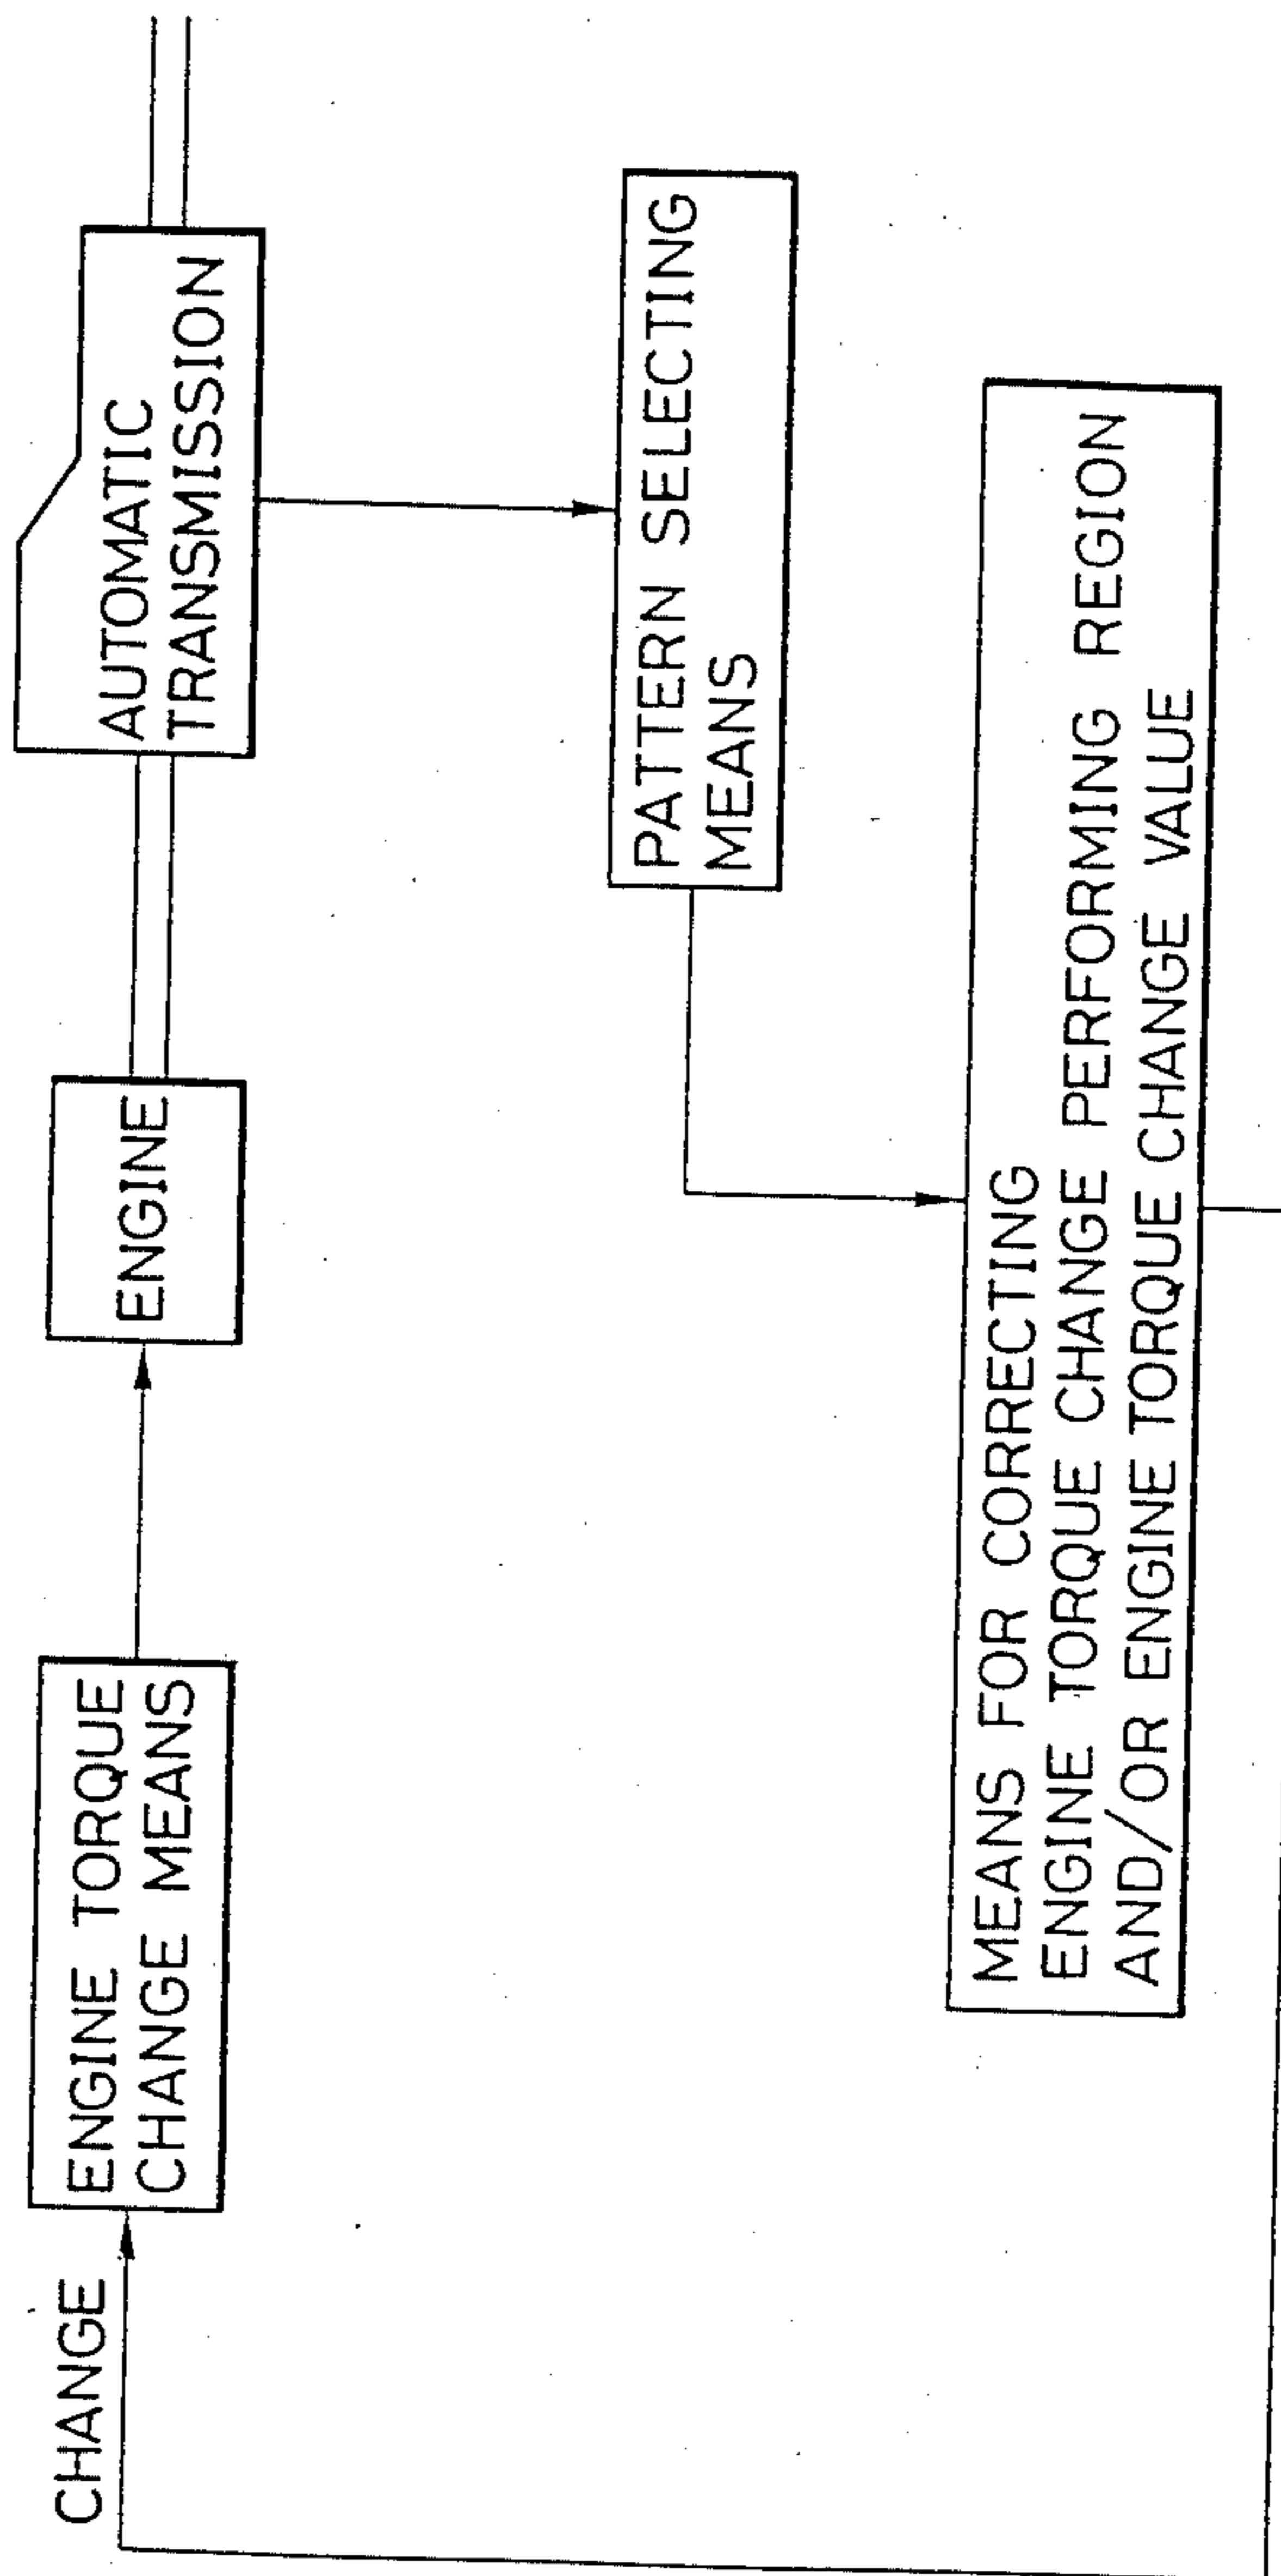 CHANGE
ENGINE TORQUE
CHANGE MEANS
ENGINE
AUTOMATIC
TRANSMISSION
PATTERN SELECTING
MEANS
MEANS FOR CORRECTING
ENGINE TORQUE CHANGE PERFORMING REGION
AND/OR ENGINE TORQUE CHANGE VALUE